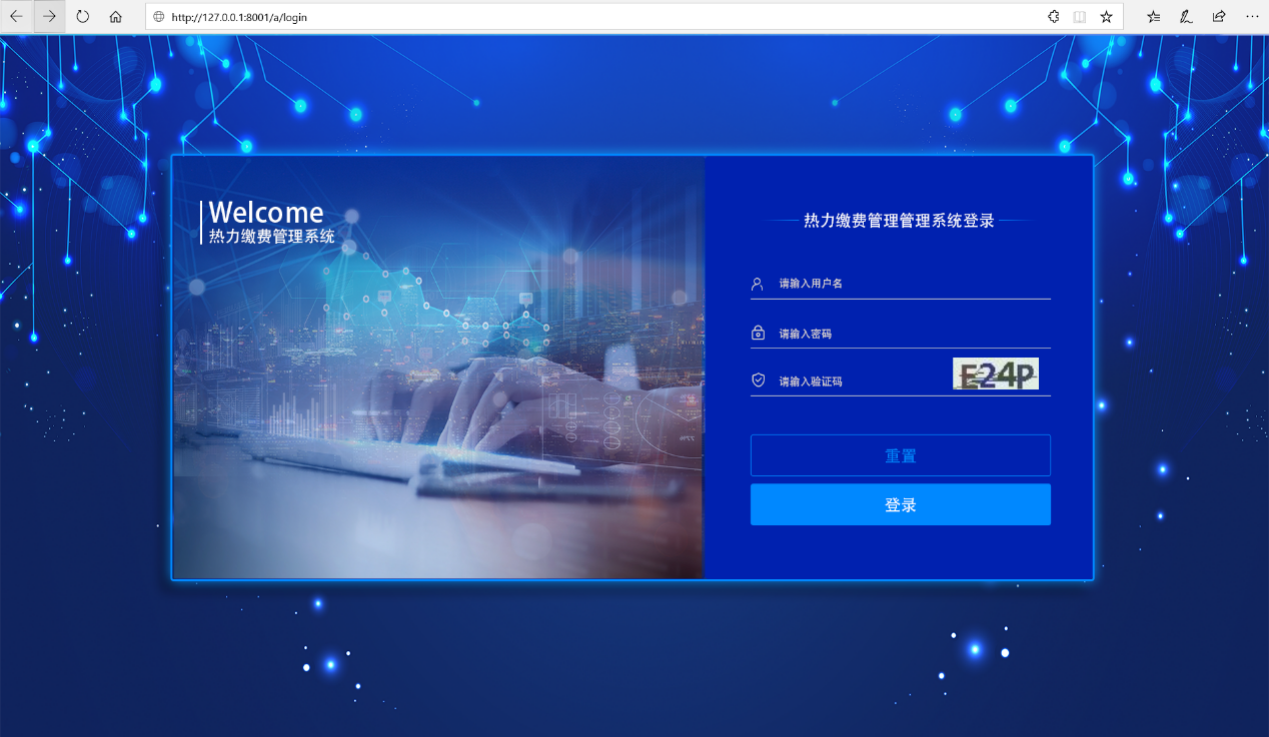 http://127.0.0.1:8001/a/login
Welcome
热力缴费管理系统
热力缴费管理管理系统登录
请输入用户名
请输入密码
请输入验证码
E24P
重置
登录